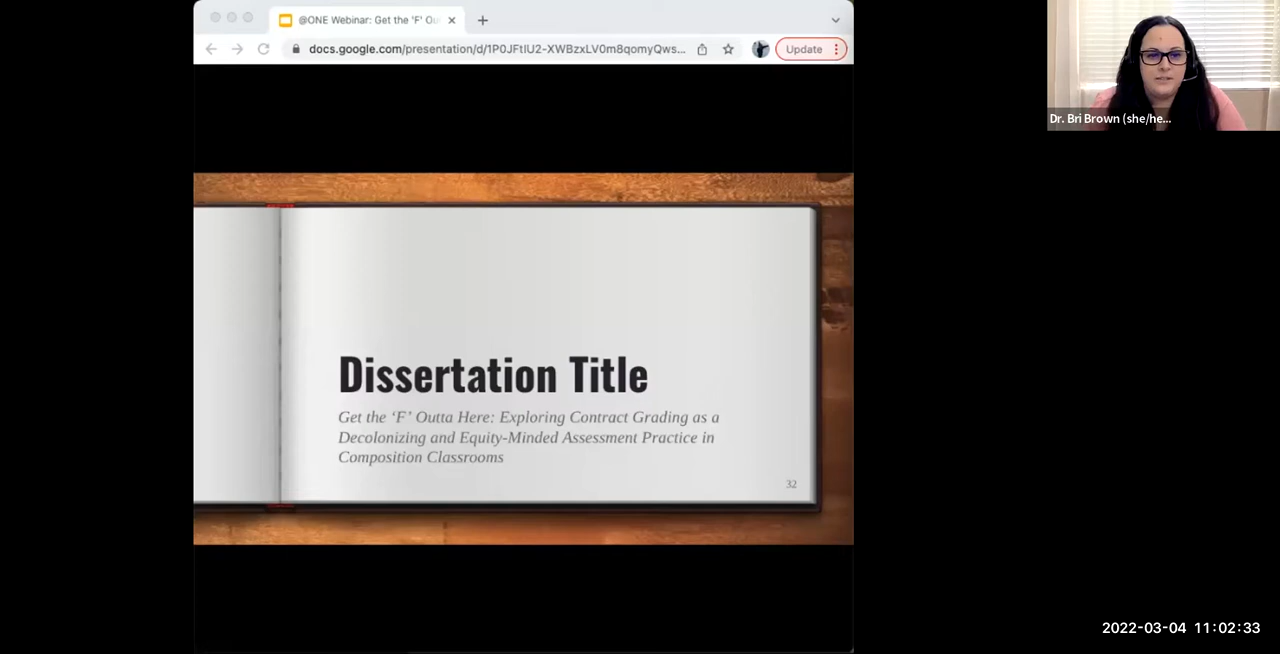 @ONE Webinar: Get the 'F' Ou
docs.google.com/presentation/d/1P0JFtIU2-XWBzxLV0m8qomyQws...
Update
Dr. Bri Brown (she/he...
Dissertation Title
Get the ‘F’ Outta Here: Exploring Contract Grading as a
Decolonizing and Equity-Minded Assessment Practice in
Composition Classrooms
32
2022-03-04 11:02:33